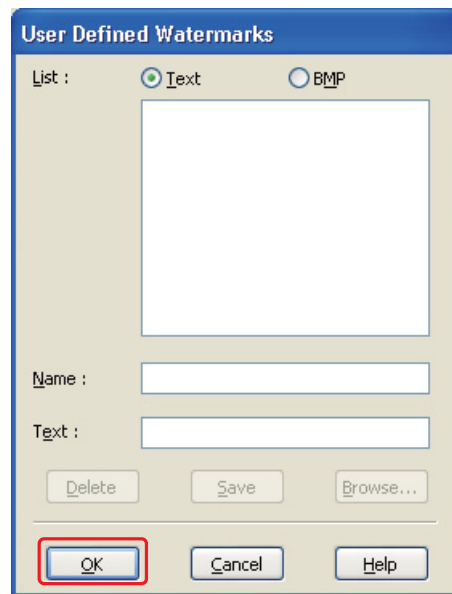 User Defined Watermarks
List : Text BMP
Name :
Text :
Delete Save Browse...
OK Cancel Help